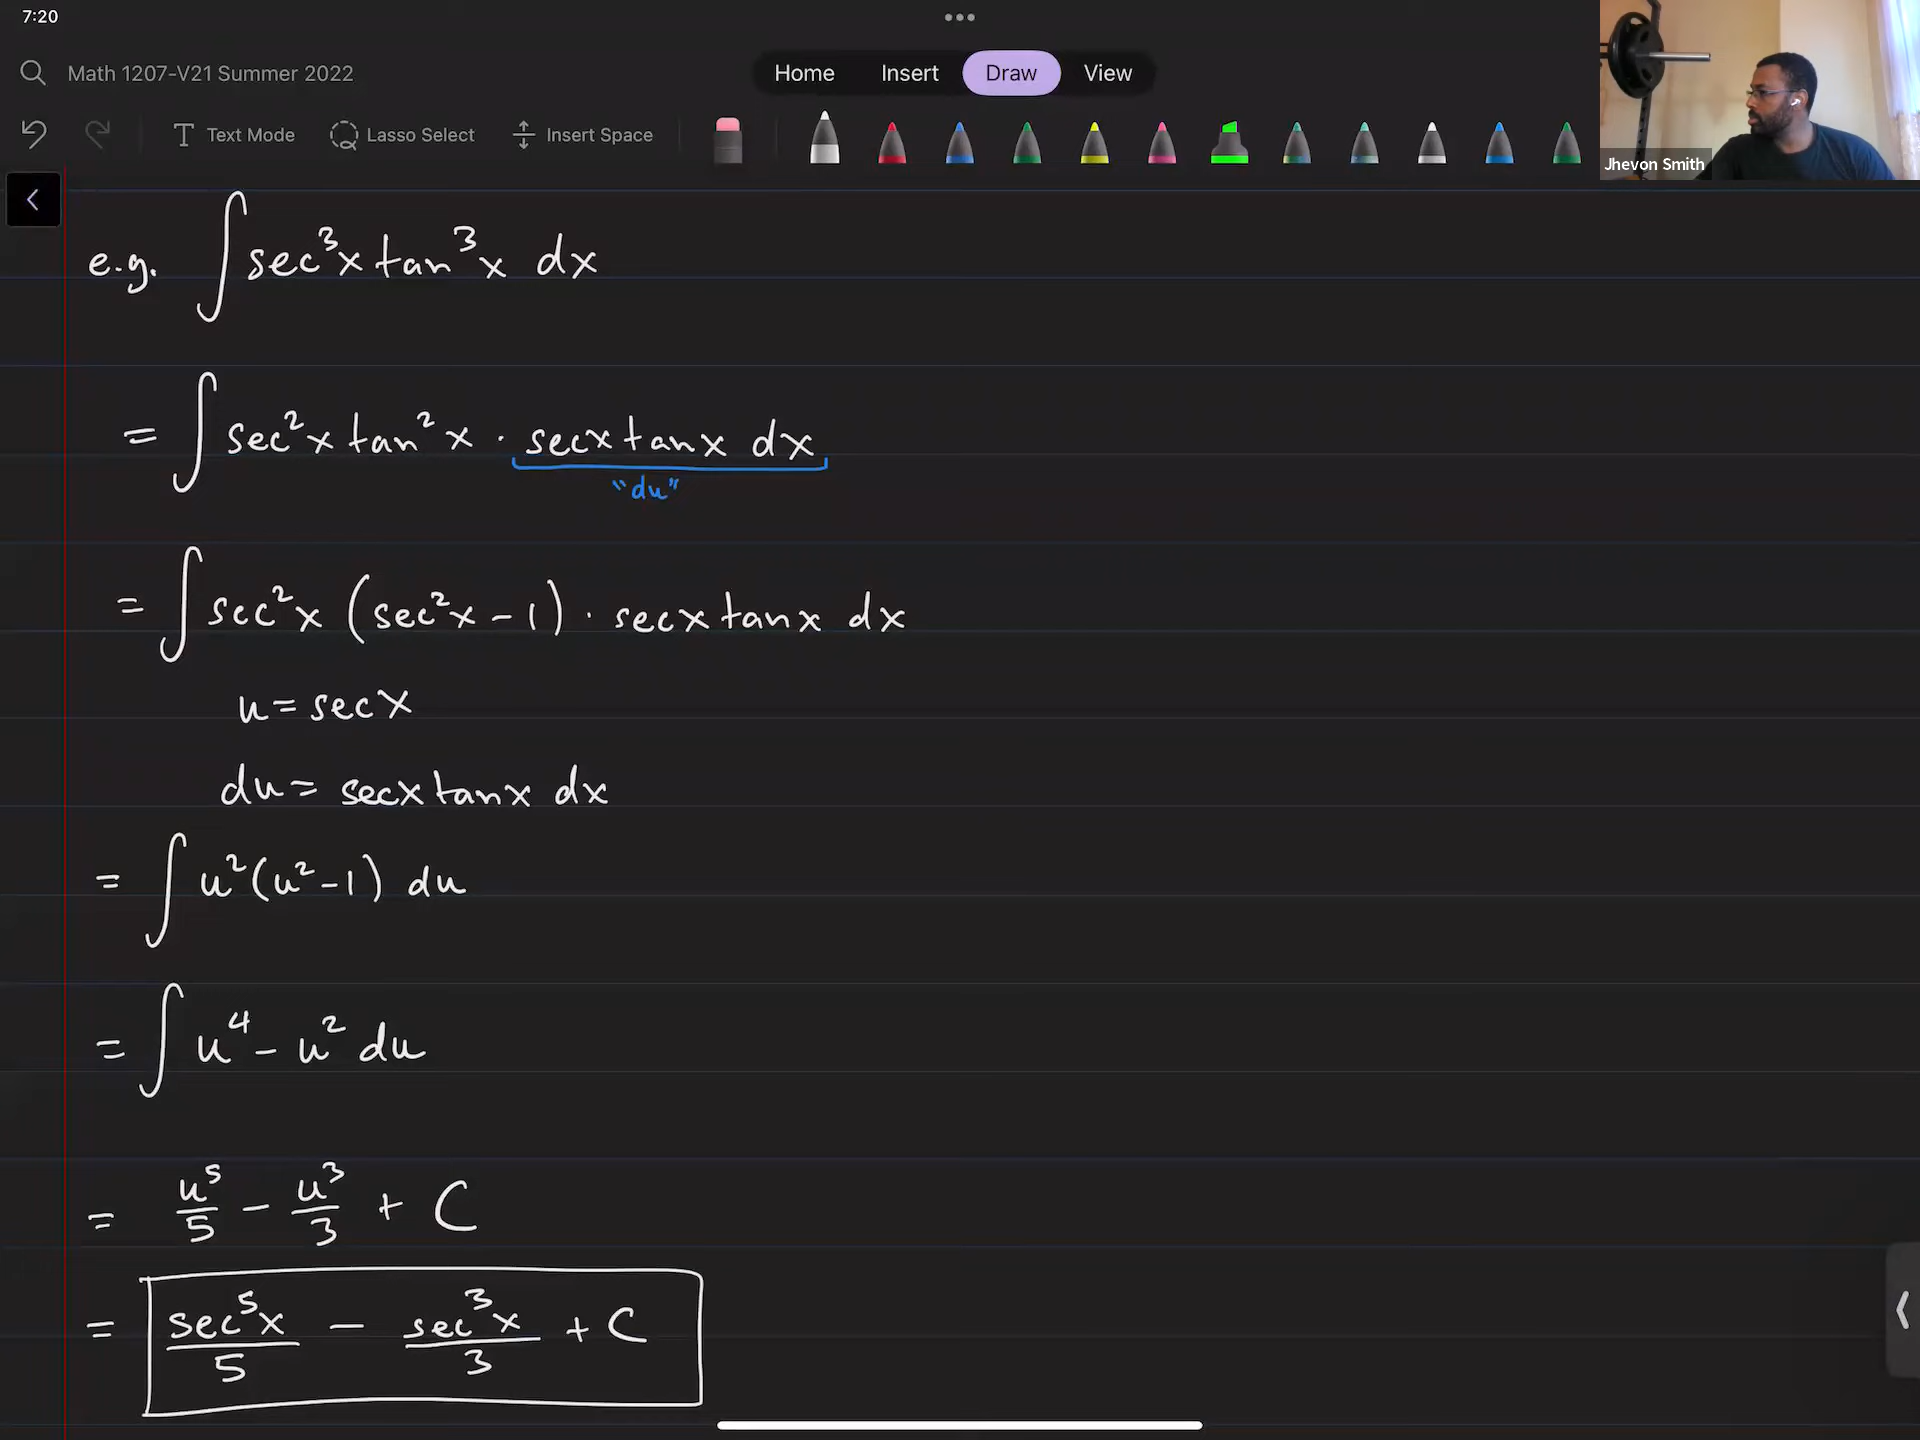 7:20
Math 1207-V21 Summer 2022
Home Insert Draw View
Text Mode Lasso Select Insert Space
Jhevon Smith
e.g. ∫ sec³x tan³x dx
= ∫ sec²x tan²x · secx tanx dx
"du"
= ∫ sec²x (sec²x − 1) · secx tanx dx
u = secx
du = secx tanx dx
= ∫ u²(u² − 1) du
= ∫ u⁴ − u² du
= u⁵/5 − u³/3 + C
= sec⁵x/5 − sec³x/3 + C